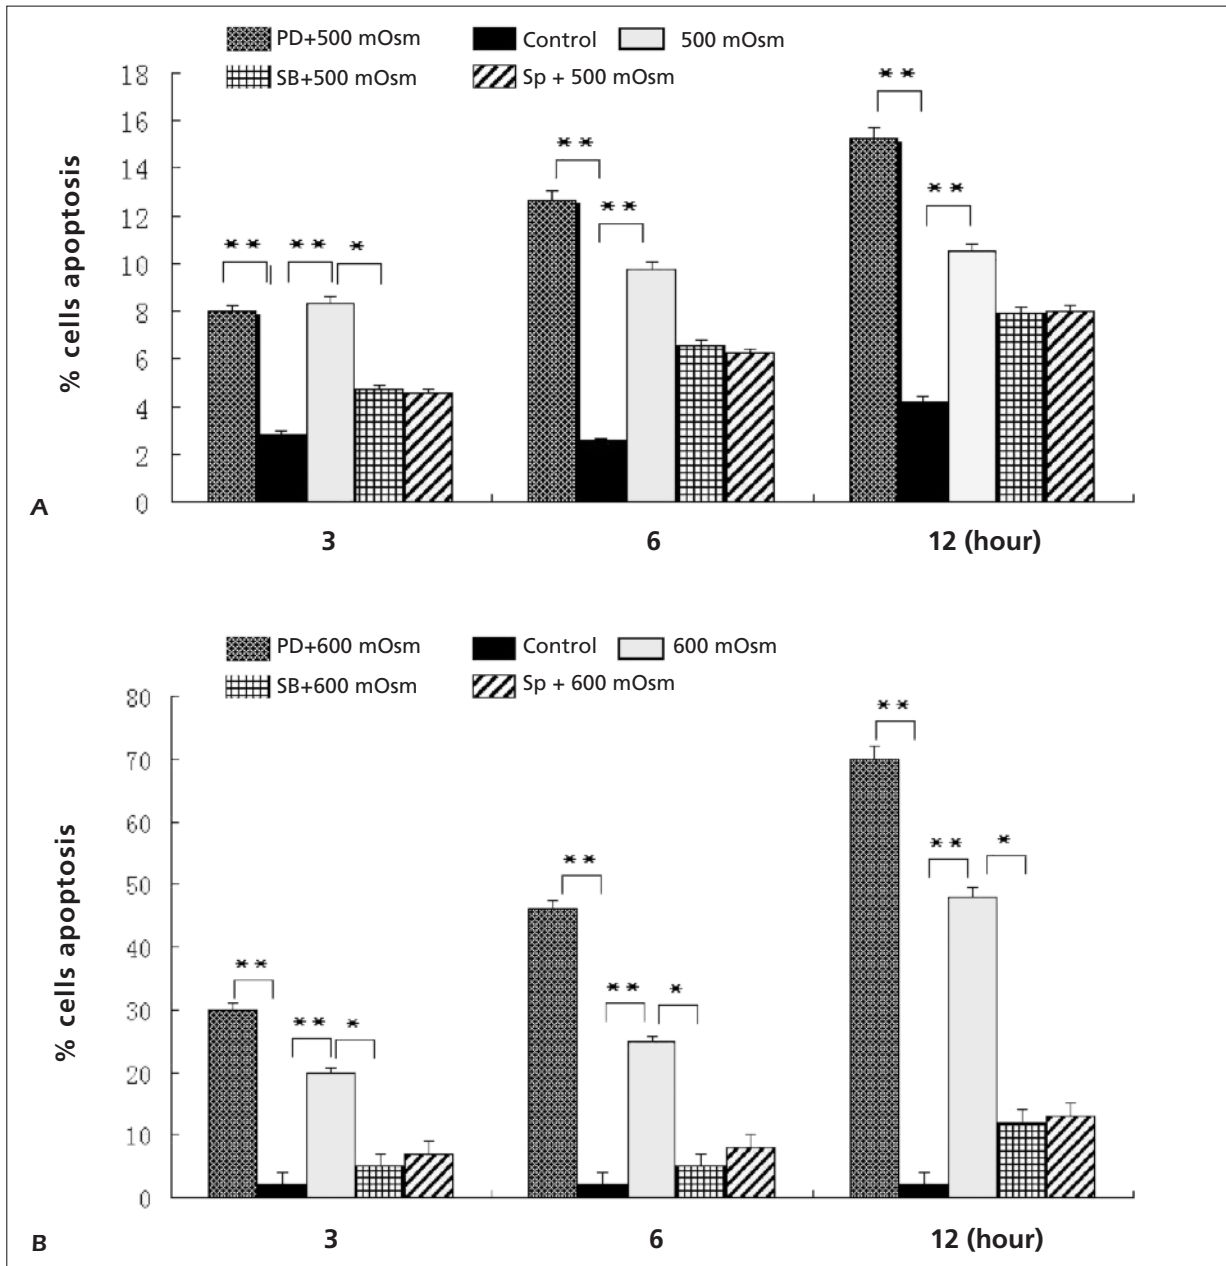 PD+500 mOsm Control 500 mOsm
SB+500 mOsm Sp + 500 mOsm
% cells apoptosis
18
16
14
12
10
8
6
4
2
0
** ** *
** **
** **
3 6 12 (hour)
A
PD+600 mOsm Control 600 mOsm
SB+600 mOsm Sp + 600 mOsm
% cells apoptosis
80
70
60
50
40
30
20
10
0
** ** *
** ** *
** ** *
3 6 12 (hour)
B